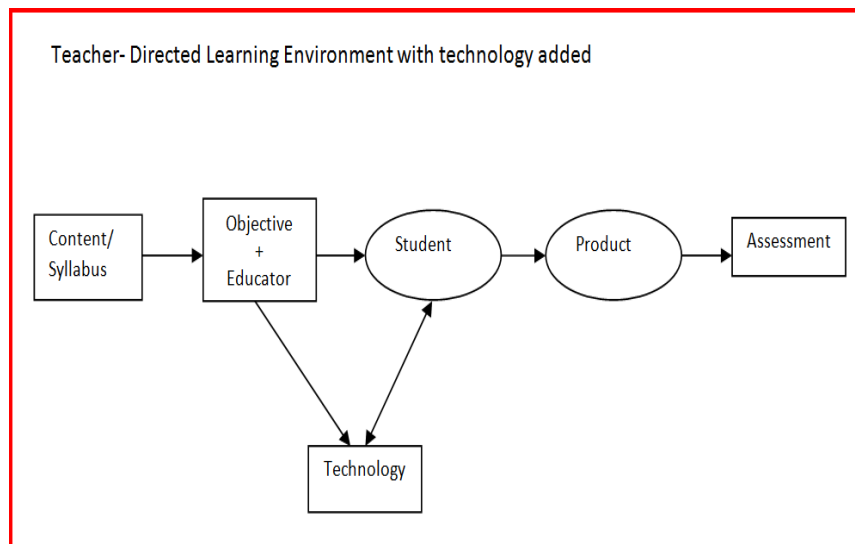 Teacher- Directed Learning Environment with technology added
Content/
Syllabus
Objective
+
Educator
Student
Product
Assessment
Technology